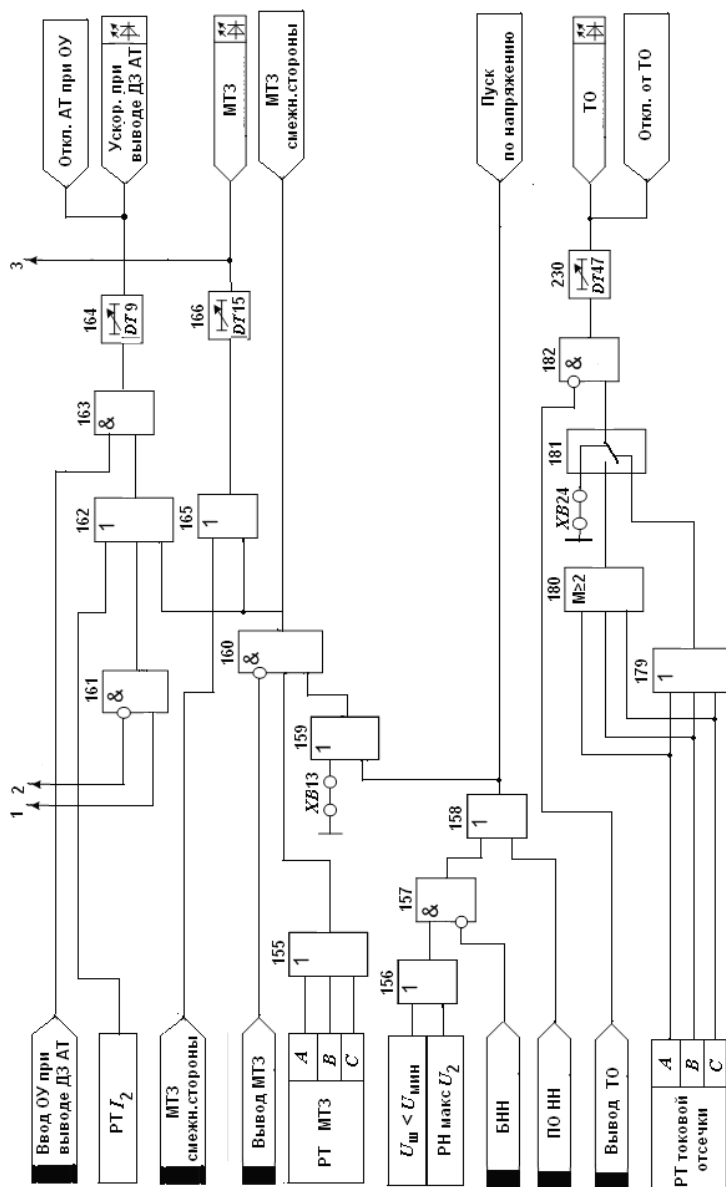 Ввод ОУ при
выводе ДЗ АТ
РТ I2
МТЗ
смежн.стороны
Вывод МТЗ
РТ МТЗ
A
B
C
Uш < Uмин
РН макс U2
БНН
ПО НН
Вывод ТО
РТ токовой
отсечки
A
B
C
1
2
3
155
1
156
1
157
&
158
1
XB13
159
1
160
&
161
&
162
1
163
&
164
DT9
165
1
166
DT15
179
1
180
M≥2
XB24
181
182
&
230
DT47
Откл. АТ при ОУ
Ускор. при
выводе ДЗ АТ
МТЗ
МТЗ
смежн.стороны
Пуск
по напряжению
ТО
Откл. от ТО